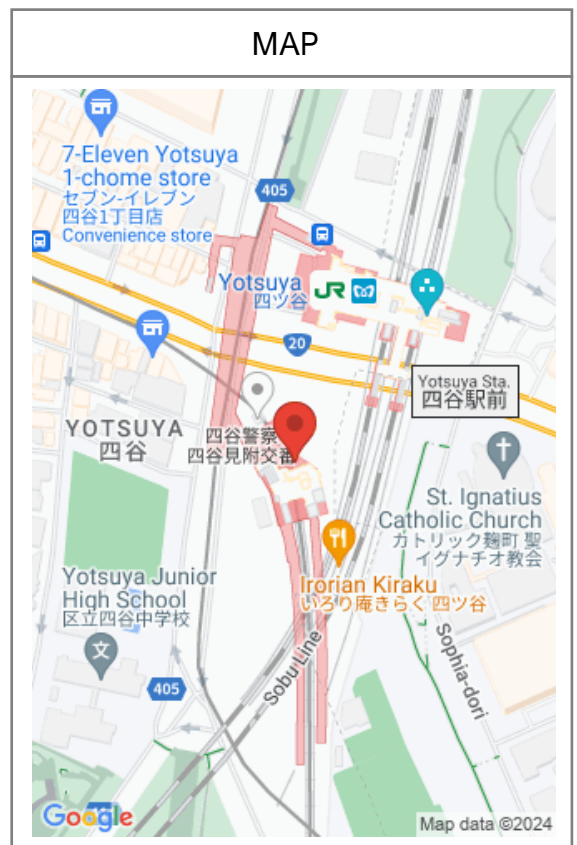 MAP
7-Eleven Yotsuya
1-chome store
セブン-イレブン
四谷1丁目店
Convenience store
405
Yotsuya
四ツ谷
JR
20
Yotsuya Sta.
四谷駅前
YOTSUYA
四谷
四谷警察
四谷見附交番
St. Ignatius
Catholic Church
カトリック麹町 聖
イグナチオ教会
Irorian Kiraku
いろり庵きらく 四ツ谷
Yotsuya Junior
High School
区立四谷中学校
文
405
Sobu Line
Sophia-dori
Google
Map data ©2024